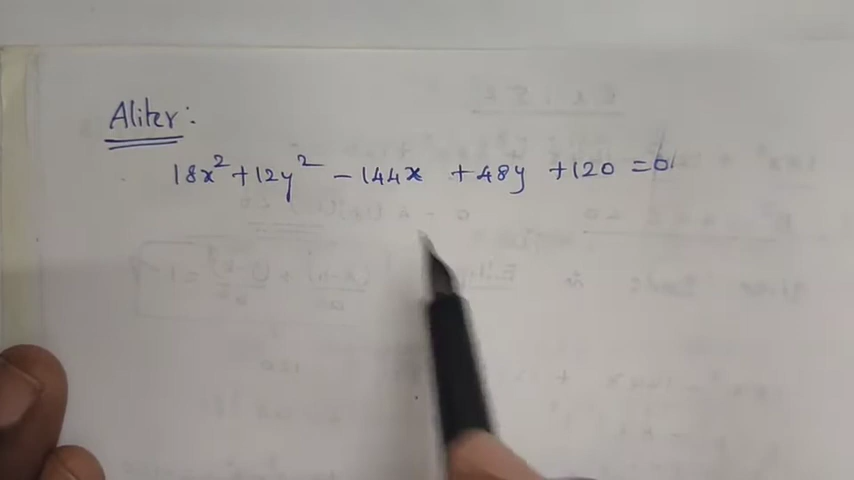 Aliter:
18x² + 12y² - 144x + 48y + 120 = 0